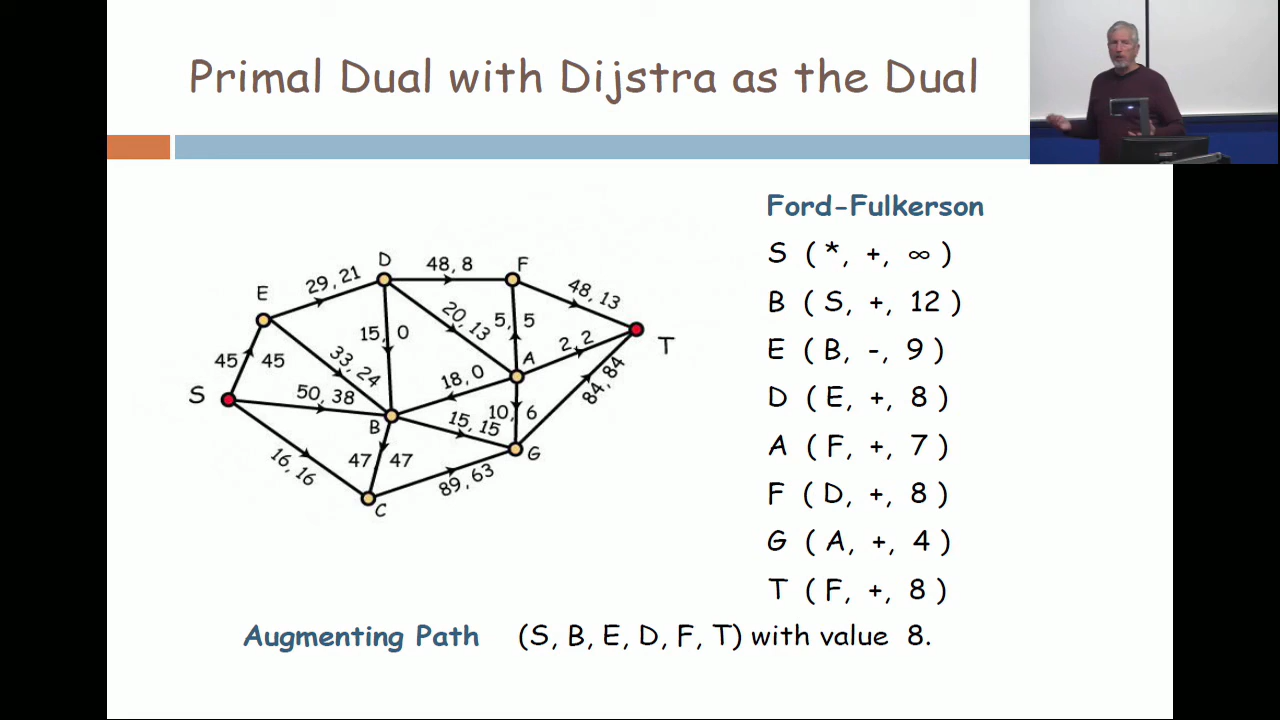 Primal Dual with Dijstra as the Dual
Ford-Fulkerson
S ( *, +, ∞ )
B ( S, +, 12 )
E ( B, -, 9 )
D ( E, +, 8 )
A ( F, +, 7 )
F ( D, +, 8 )
G ( A, +, 4 )
T ( F, +, 8 )
D
48, 8
F
E
29, 21
48, 13
15, 0
20, 13
5, 5
T
45 45
33, 24
A
2, 2
18, 0
84, 84
S
50, 38
10, 6
B
15, 15
G
16, 16
47, 47
89, 63
C
Augmenting Path (S, B, E, D, F, T) with value 8.